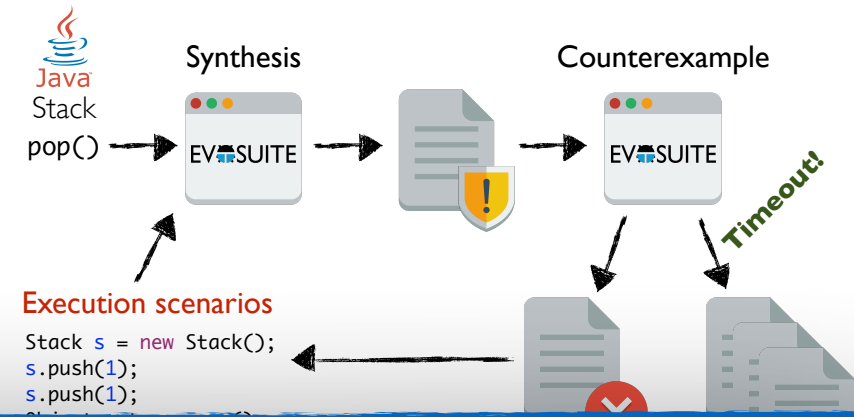 Synthesis
Counterexample
Java
Stack
pop()
EVOSUITE
EVOSUITE
Timeout!
Execution scenarios
Stack s = new Stack();
s.push(1);
s.push(1);